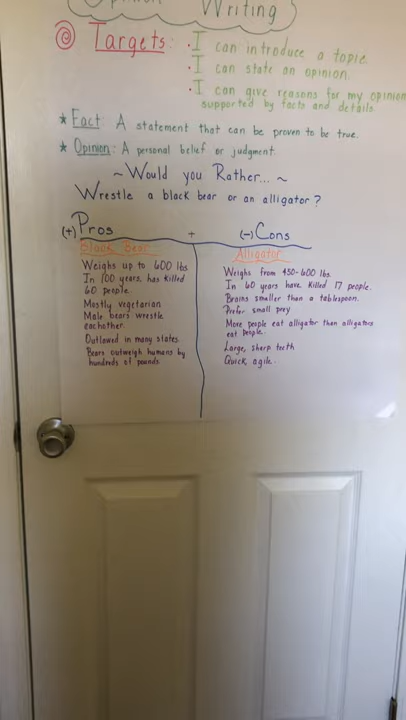 Opinion Writing
Targets:
· I can introduce a topic.
· I can state an opinion.
· I can give reasons for my opinion
supported by facts and details.
* Fact: A statement that can be proven to be true.
* Opinion: A personal belief or judgment.
~ Would you Rather... ~
Wrestle a black bear or an alligator?
(+) Pros + (-) Cons
Black Bear
Weighs up to 600 lbs
In 100 years, has killed
60 people.
Mostly vegetarian
Male bears wrestle
eachother.
Outlawed in many states
Bears outweigh humans by
hundreds of pounds
Alligator
Weighs from 450-600 lbs.
In 60 years have killed 17 people.
Brains smaller than a tablespoon.
Prefer small prey
More people eat alligator than alligators
eat people.
Large, sharp teeth
Quick, agile.